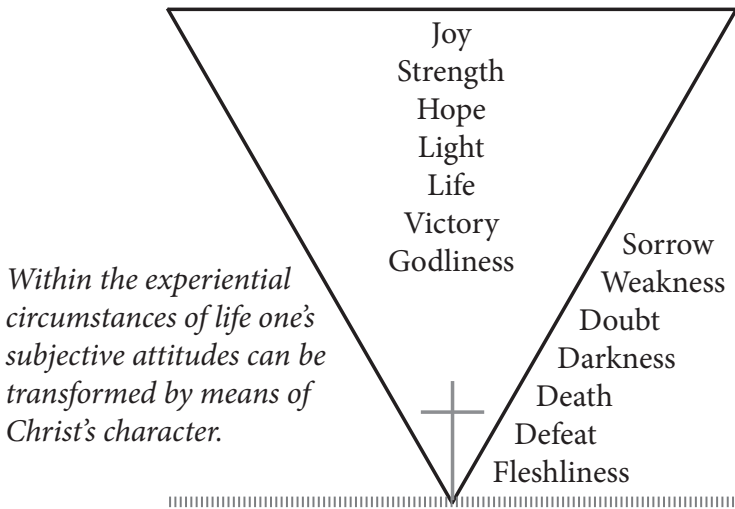 Joy
Strength
Hope
Light
Life
Victory
Godliness
Sorrow
Weakness
Doubt
Darkness
Death
Defeat
Fleshliness
Within the experiential
circumstances of life one’s
subjective attitudes can be
transformed by means of
Christ’s character.